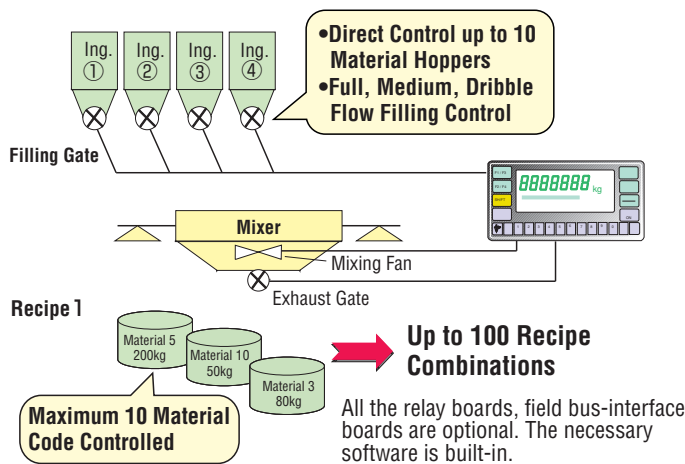 Ing. ①
Ing. ②
Ing. ③
Ing. ④
•Direct Control up to 10
Material Hoppers
•Full, Medium, Dribble
Flow Filling Control
Filling Gate
8888888 kg
SHIFT
ON
Mixer
Mixing Fan
Exhaust Gate
Recipe 1
Material 5
200kg
Material 10
50kg
Material 3
80kg
Up to 100 Recipe
Combinations
Maximum 10 Material
Code Controlled
All the relay boards, field bus-interface
boards are optional. The necessary
software is built-in.